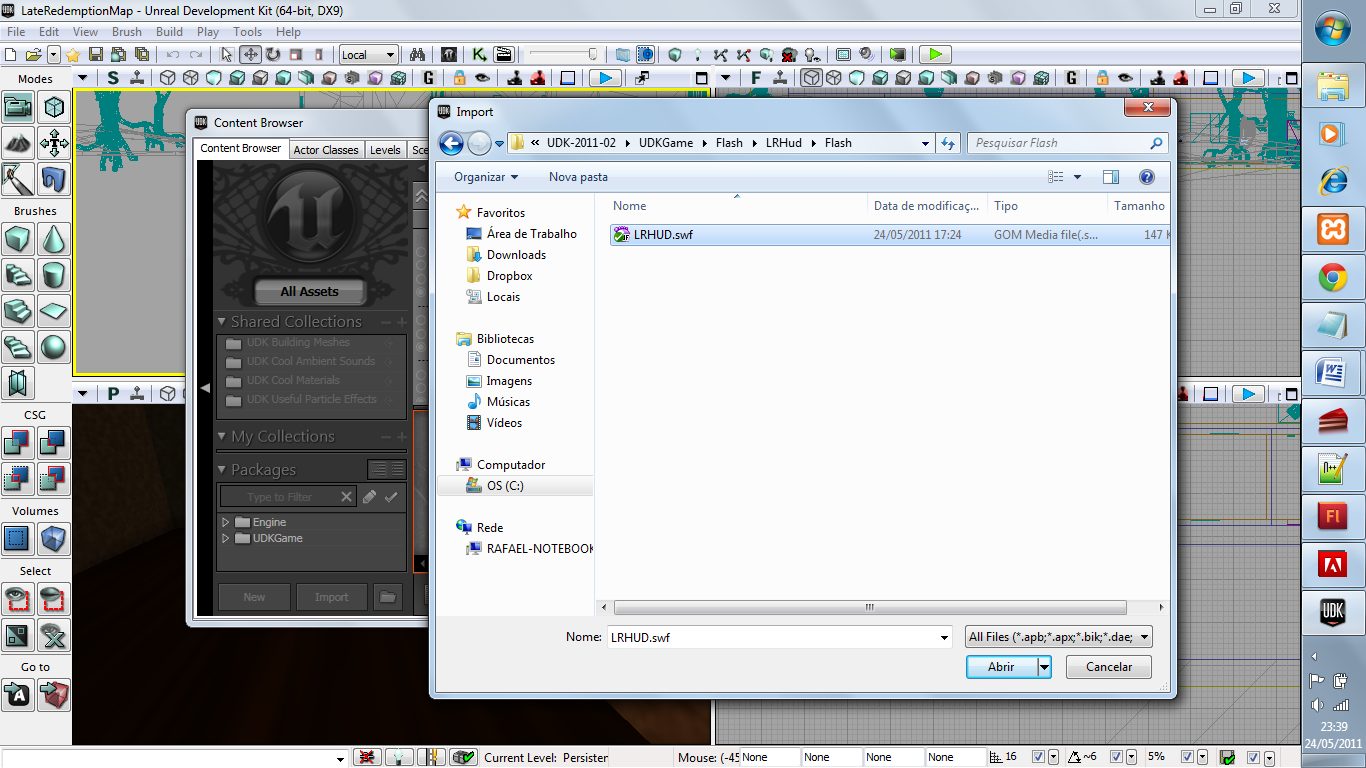 LateRedemptionMap - Unreal Development Kit (64-bit, DX9)
File Edit View Brush Build Play Tools Help
Local
Modes
S G
F G
Content Browser
Content Browser Actor Classes Levels
All Assets
Shared Collections
UDK Building Meshes
UDK Cool Ambient Sounds
UDK Cool Materials
UDK Useful Particle Effects
My Collections
Packages
Type to Filter
Engine
UDKGame
New Import
Import
« UDK-2011-02 UDKGame Flash LRHud Flash
Pesquisar Flash
Organizar Nova pasta
Favoritos
Área de Trabalho
Downloads
Dropbox
Locais
Bibliotecas
Documentos
Imagens
Músicas
Vídeos
Computador
OS (C:)
Rede
RAFAEL-NOTEBOOK
Nome Data de modificaç... Tipo Tamanho
LRHUD.swf 24/05/2011 17:24 GOM Media file(.s... 147 K
Nome: LRHUD.swf
All Files (*.apb;*.apx;*.bik;*.dae;
Abrir Cancelar
Brushes
P
CSG
Volumes
Select
Go to
Current Level: Persister
Mouse: (-45
None None None None
16 ~6 5%
UDK
23:39
24/05/2011